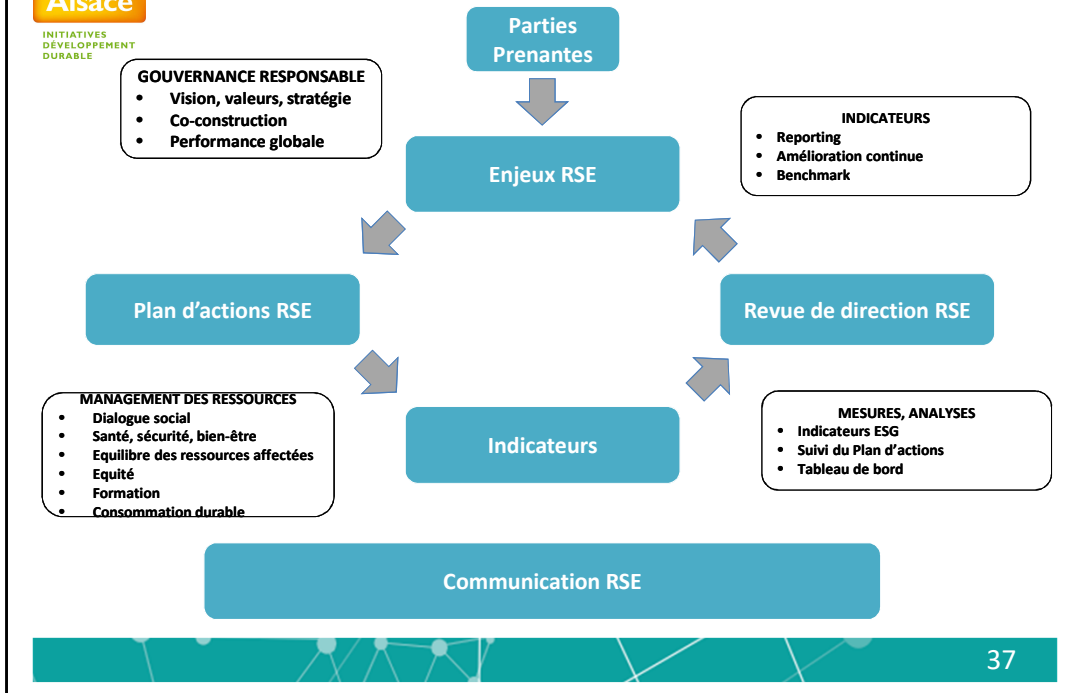 Alsace
INITIATIVES
DÉVELOPPEMENT
DURABLE
Parties
Prenantes
GOUVERNANCE RESPONSABLE
• Vision, valeurs, stratégie
• Co-construction
• Performance globale
Enjeux RSE
INDICATEURS
• Reporting
• Amélioration continue
• Benchmark
Plan d’actions RSE
Revue de direction RSE
MANAGEMENT DES RESSOURCES
• Dialogue social
• Santé, sécurité, bien-être
• Equilibre des ressources affectées
• Equité
• Formation
• Consommation durable
Indicateurs
MESURES, ANALYSES
• Indicateurs ESG
• Suivi du Plan d’actions
• Tableau de bord
Communication RSE
37